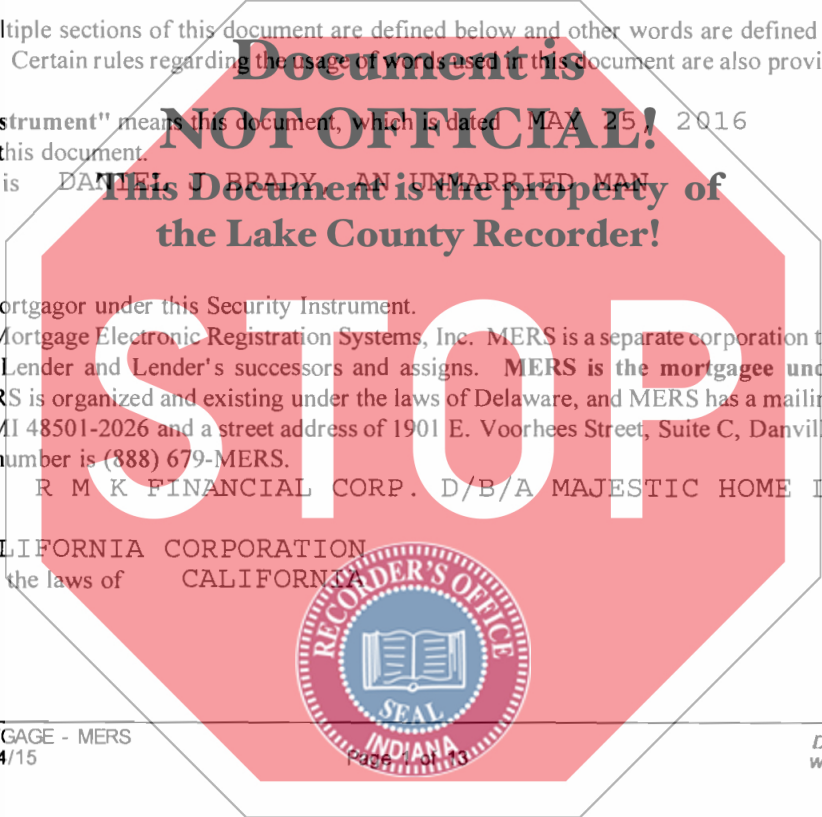 ltiple sections of this document are defined below and other words are defined
Certain rules regarding the usage of words used in this document are also provi
Document is
strument" means this document, which is dated MAY 25, 2016
NOT OFFICIAL!
this document.
is DANIEL J BRADY, AN UNMARRIED MAN
This Document is the property of
the Lake County Recorder!
ortgagor under this Security Instrument.
Mortgage Electronic Registration Systems, Inc. MERS is a separate corporation t
Lender and Lender's successors and assigns. MERS is the mortgagee und
RS is organized and existing under the laws of Delaware, and MERS has a mailin
MI 48501-2026 and a street address of 1901 E. Voorhees Street, Suite C, Danvill
number is (888) 679-MERS.
STOP
R M K FINANCIAL CORP. D/B/A MAJESTIC HOME L
LIFORNIA CORPORATION
the laws of CALIFORNIA
RECORDER'S OFFICE
SEAL
INDIANA
GAGE - MERS
4/15
Page 1 of 13
D
w